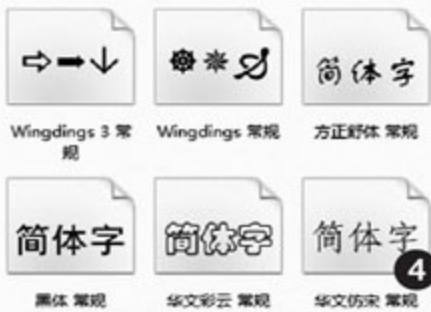 Wingdings 3 常
规
Wingdings 常规
简体字
方正舒体 常规
简体字
黑体 常规
简体字
华文彩云 常规
简体字
4
华文仿宋 常规